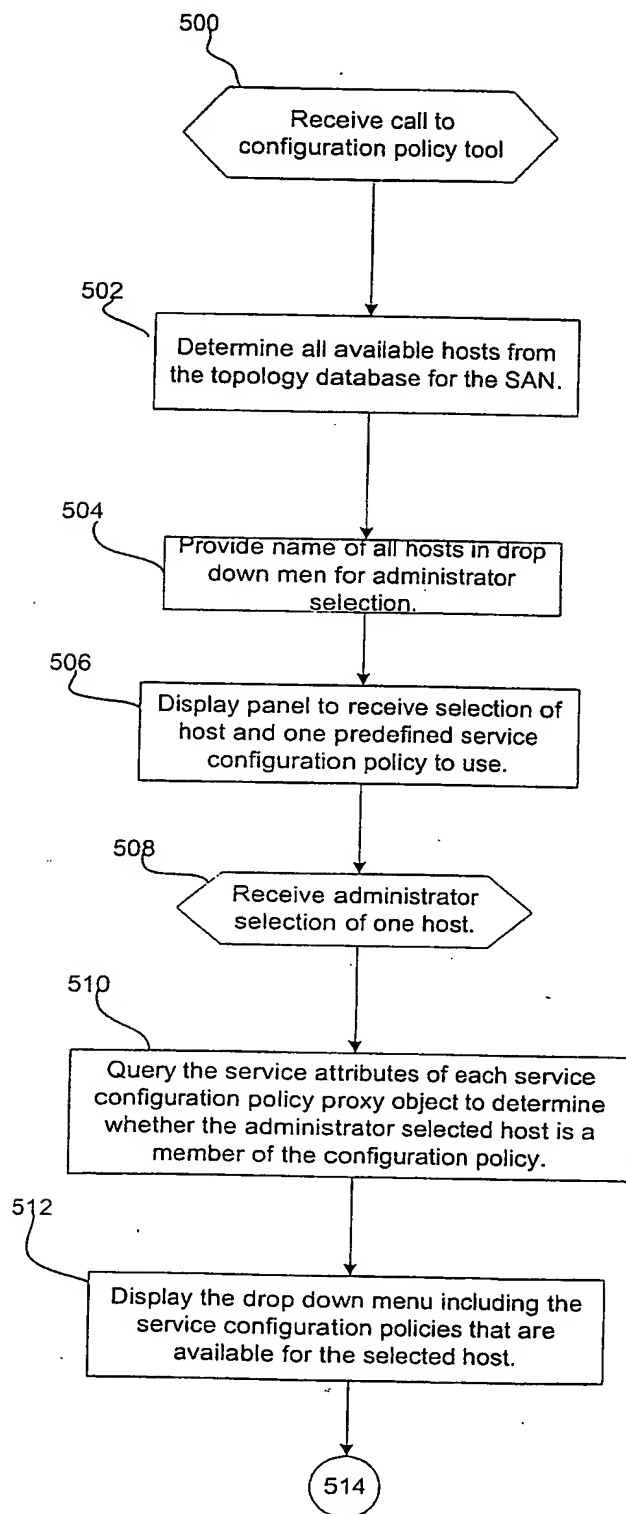 500
Receive call to
configuration policy tool
502
Determine all available hosts from
the topology database for the SAN.
504
Provide name of all hosts in drop
down men for administrator
selection.
506
Display panel to receive selection of
host and one predefined service
configuration policy to use.
508
Receive administrator
selection of one host.
510
Query the service attributes of each service
configuration policy proxy object to determine
whether the administrator selected host is a
member of the configuration policy.
512
Display the drop down menu including the
service configuration policies that are
available for the selected host.
514